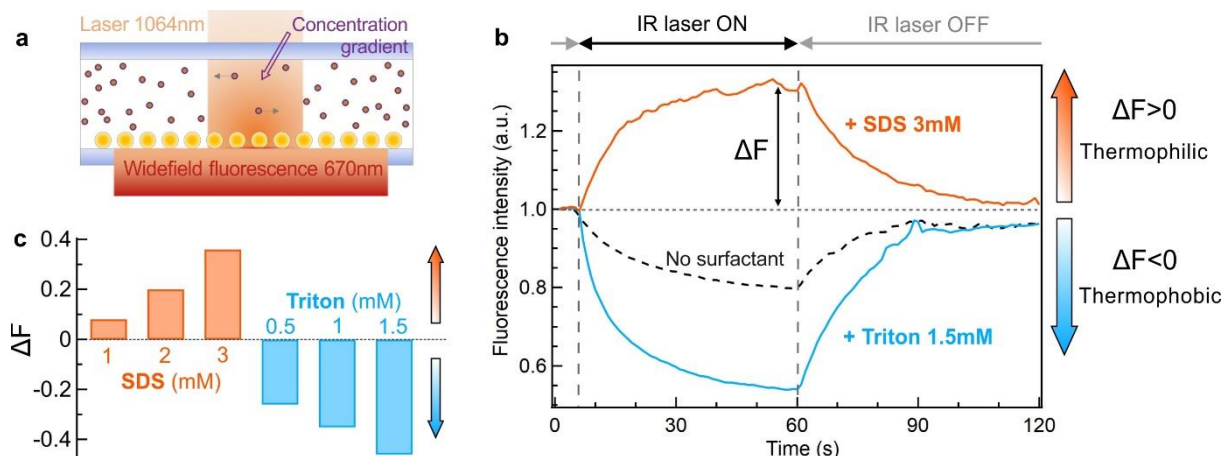 a
Laser 1064nm
Concentration
gradient
Widefield fluorescence 670nm
b
IR laser ON
IR laser OFF
Fluorescence intensity (a.u.)
1.2
1.0
0.8
0.6
+ SDS 3mM
ΔF
No surfactant
+ Triton 1.5mM
0
30
60
90
120
Time (s)
ΔF>0
Thermophilic
ΔF<0
Thermophobic
c
ΔF
0.4
0.2
0
-0.2
-0.4
Triton (mM)
0.5 1 1.5
1 2 3
SDS (mM)